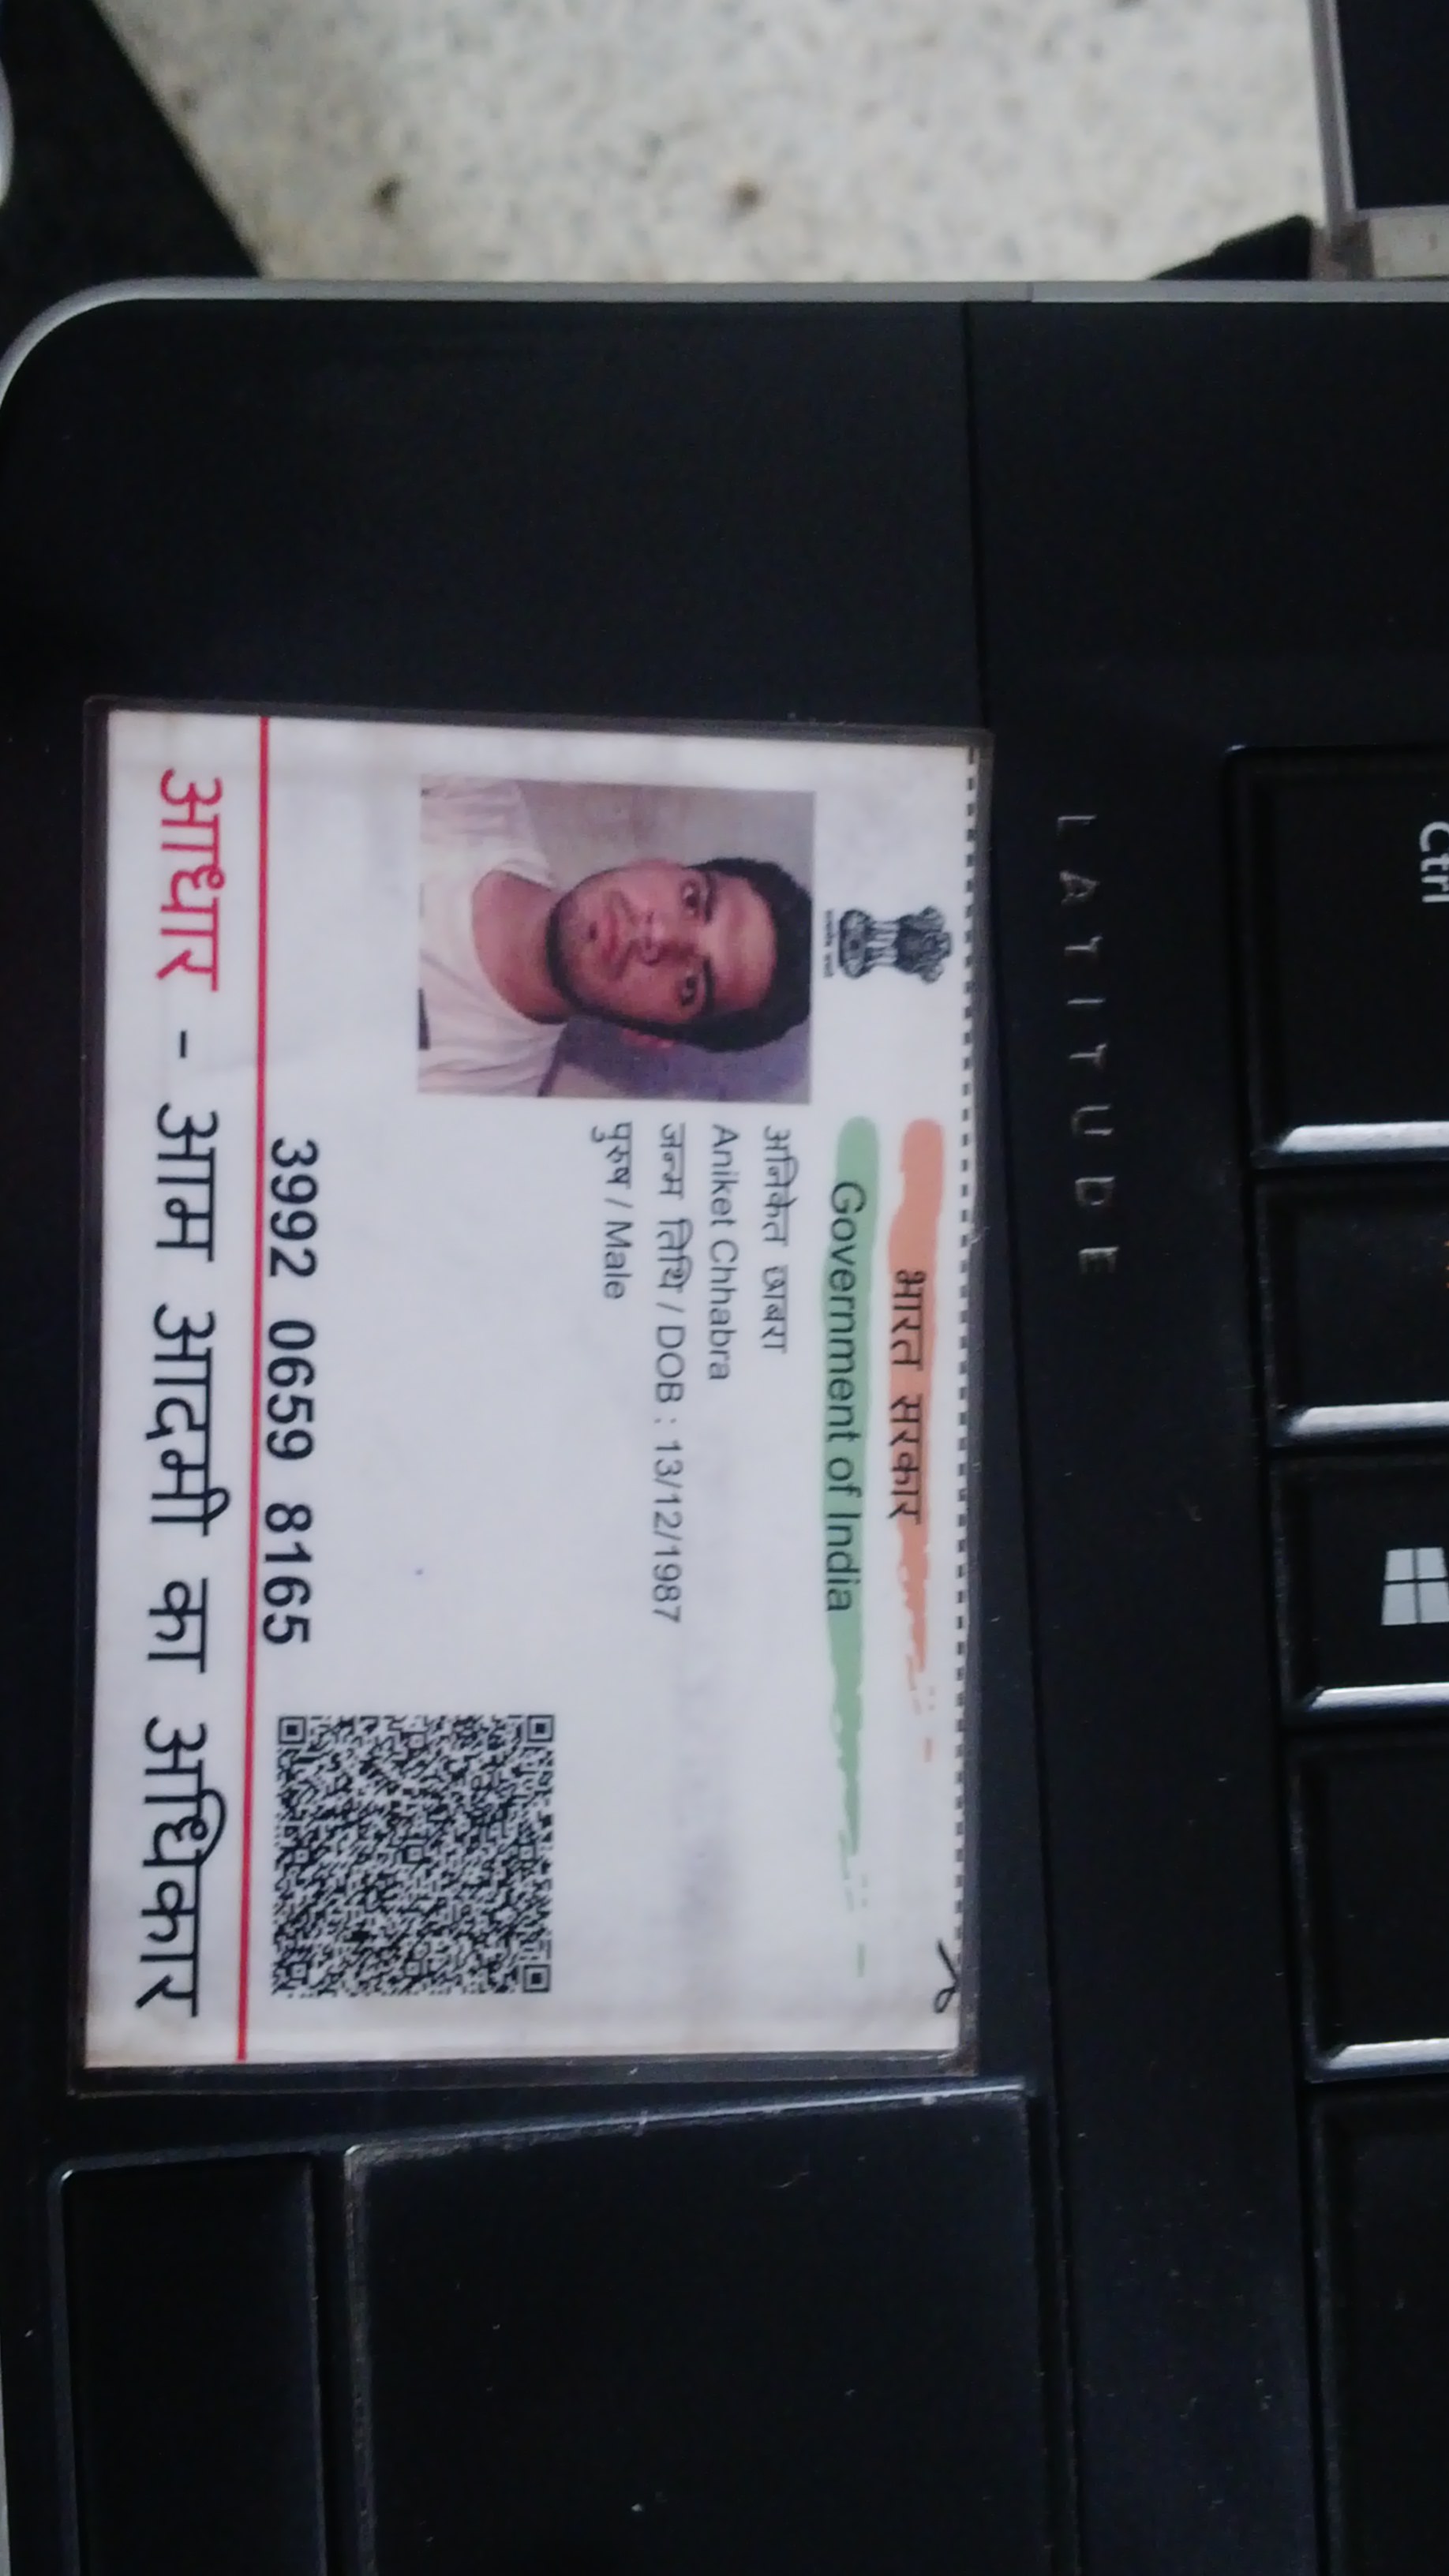 भारत सरकार
Government of India
अनिकेत छाबरा
Aniket Chhabra
जन्म तिथि / DOB : 13/12/1987
पुरुष / Male
3992 0659 8165
आधार - आम आदमी का अधिकार
LATITUDE
Ctrl